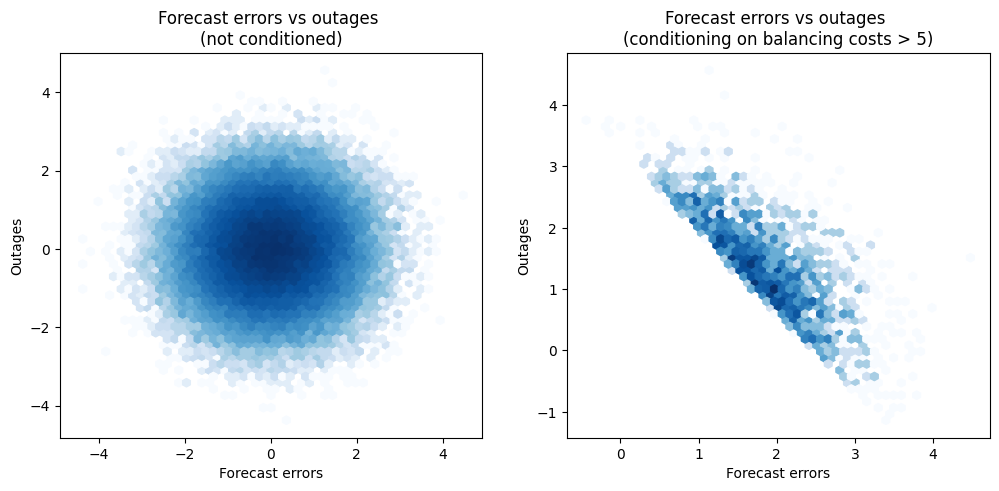 Forecast errors vs outages
(not conditioned)
4
2
0
−2
−4
Outages
−4
−2
0
2
4
Forecast errors
Forecast errors vs outages
(conditioning on balancing costs > 5)
4
3
2
1
0
−1
Outages
0
1
2
3
4
Forecast errors